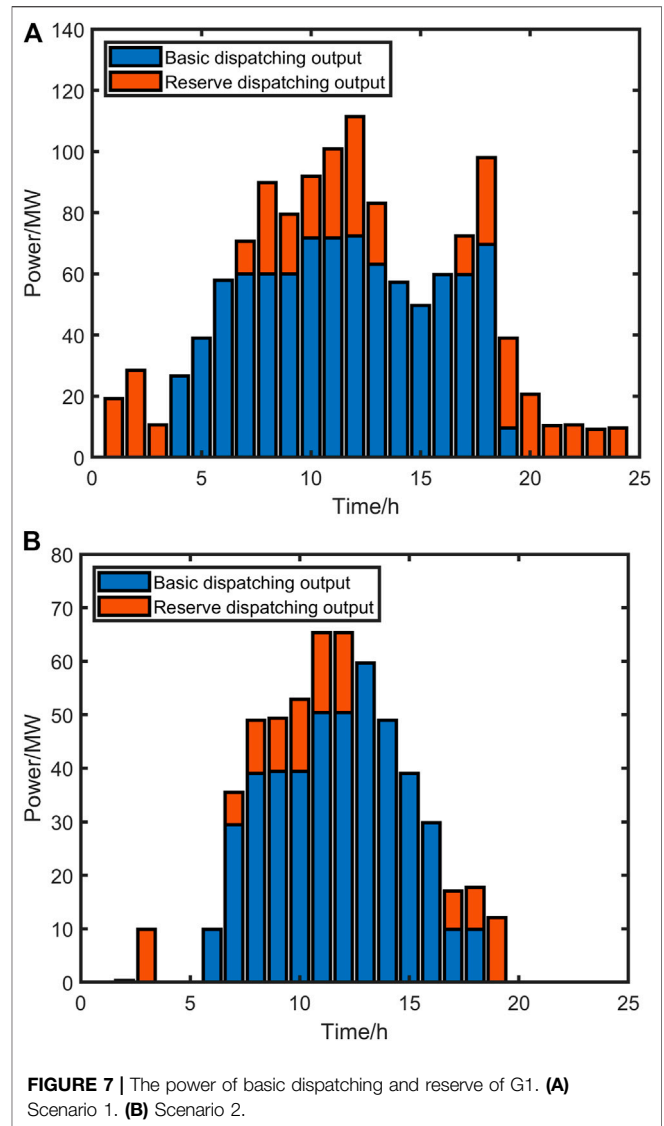 A
140
120
100
80
60
40
20
0
Power/MW
Basic dispatching output
Reserve dispatching output
0 5 10 15 20 25
Time/h
B
80
70
60
50
40
30
20
10
0
Power/MW
Basic dispatching output
Reserve dispatching output
0 5 10 15 20 25
Time/h
FIGURE 7 | The power of basic dispatching and reserve of G1. (A)
Scenario 1. (B) Scenario 2.